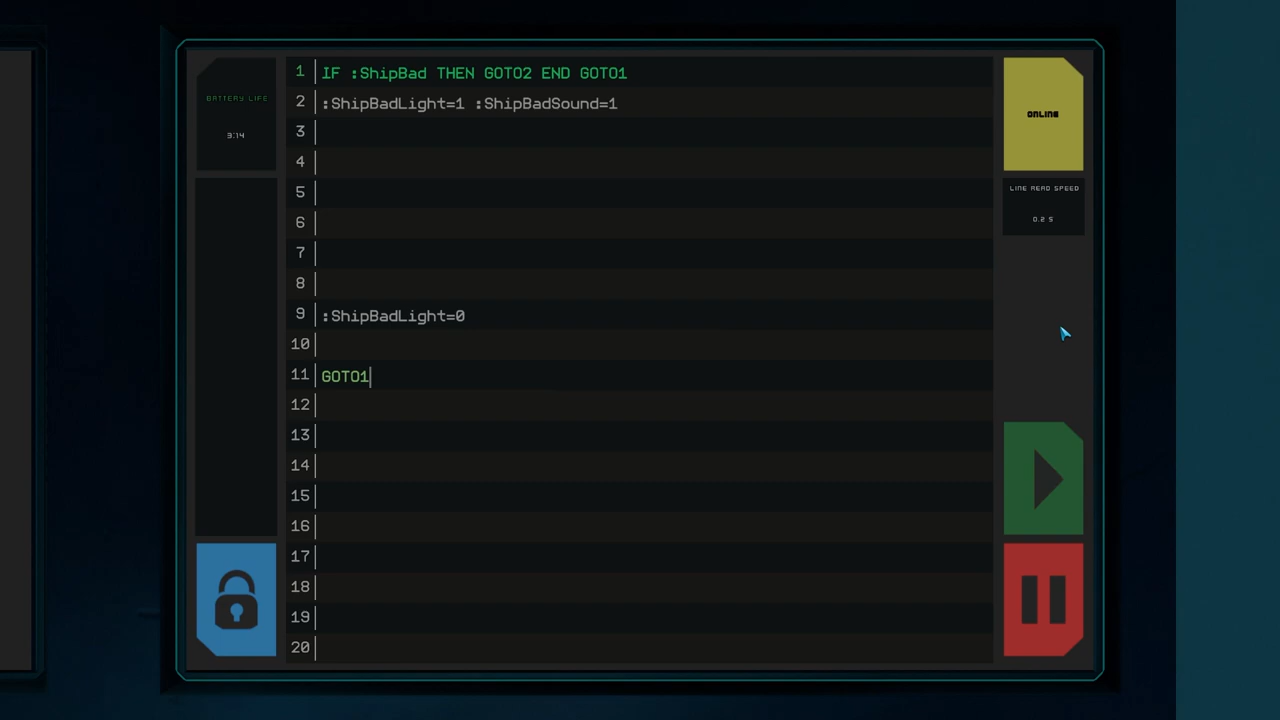 BATTERY LIFE
3:14
1 IF :ShipBad THEN GOTO2 END GOTO1
2 :ShipBadLight=1 :ShipBadSound=1
3
4
5
6
7
8
9 :ShipBadLight=0
10
11 GOTO1
12
13
14
15
16
17
18
19
20
ONLINE
LINE READ SPEED
0.2 S